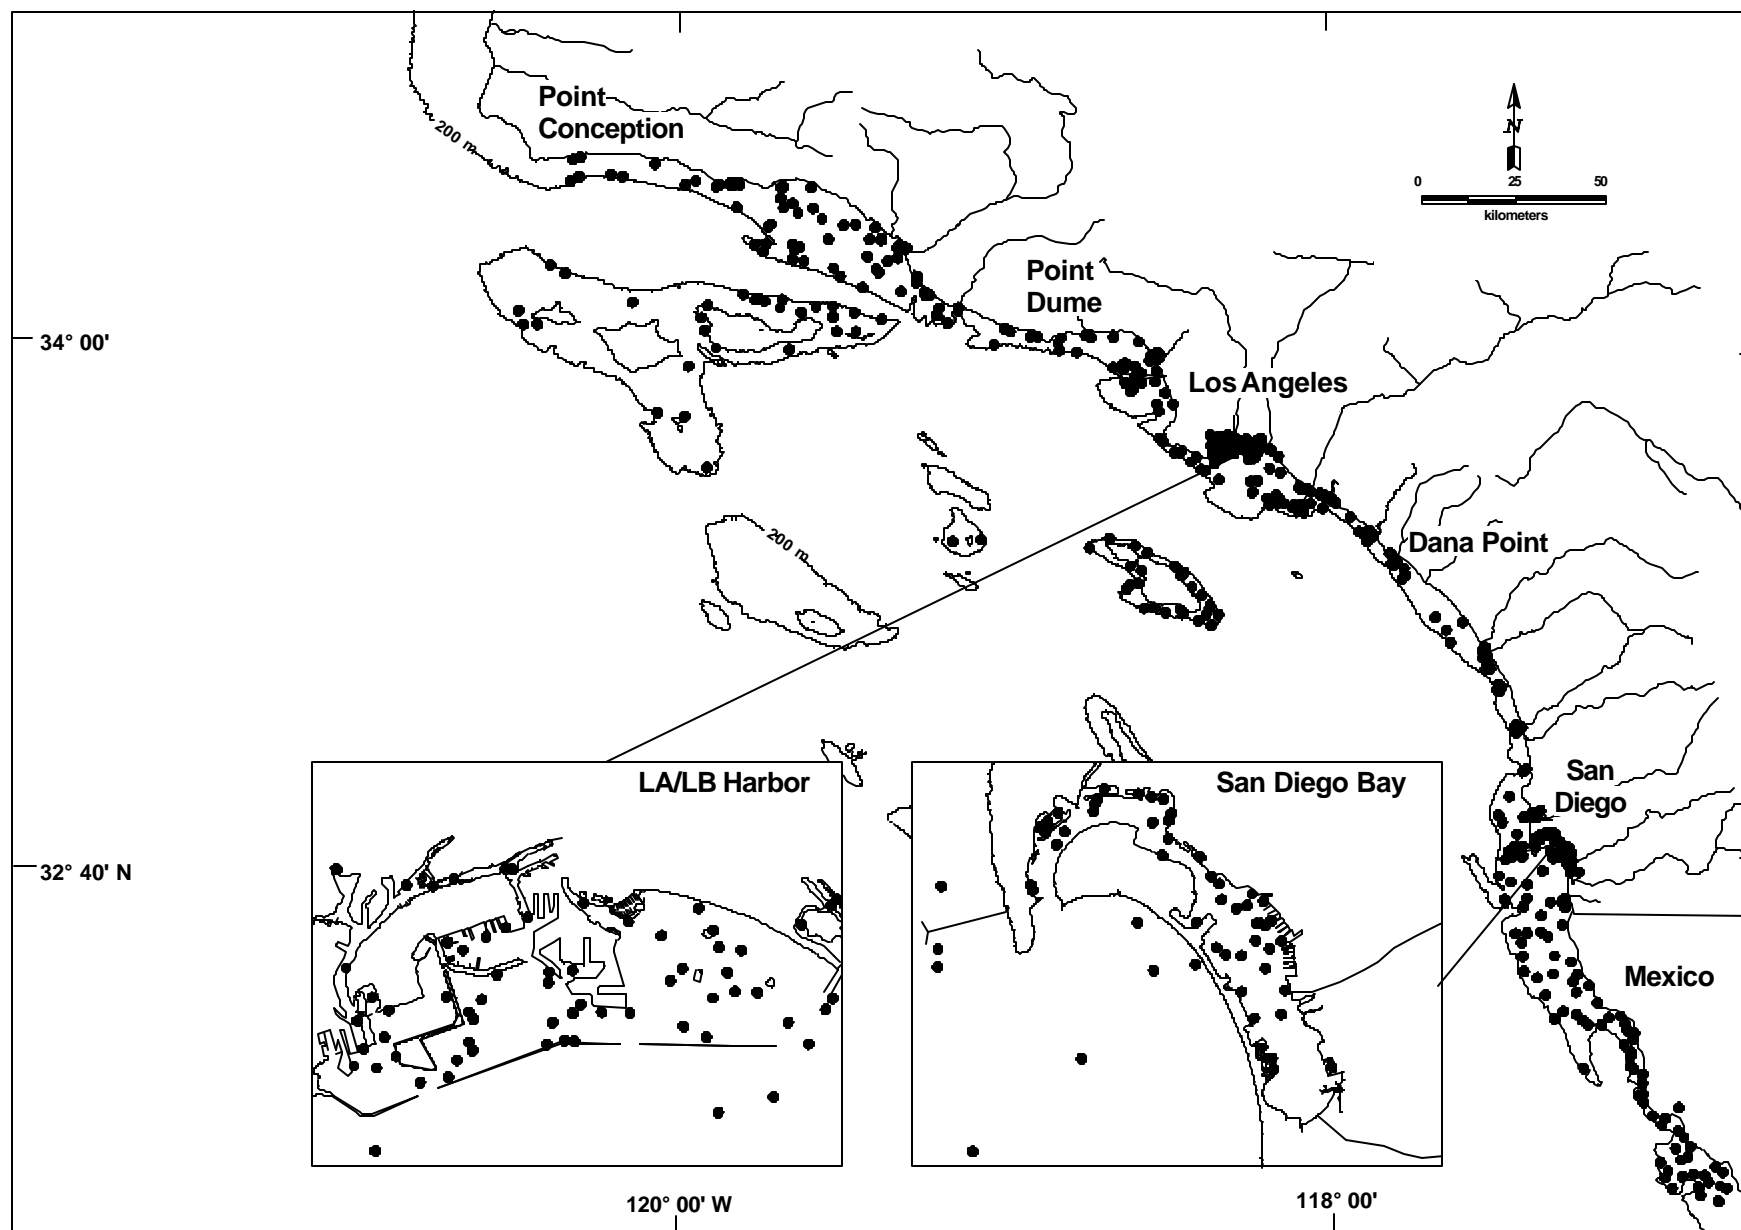 Point
Conception
200 m
N
0 25 50
kilometers
Point
Dume
34° 00'
Los Angeles
200 m
Dana Point
San
Diego
LA/LB Harbor
San Diego Bay
32° 40' N
Mexico
120° 00' W
118° 00'